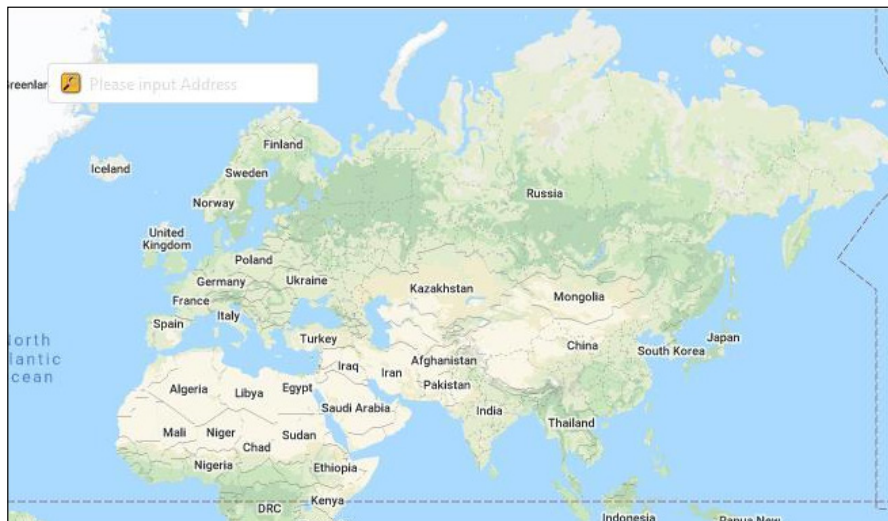 Greenlan
Please input Address
Finland
Iceland
Sweden
Russia
Norway
United
Kingdom
Poland
Germany
Ukraine
Kazakhstan
Mongolia
France
Italy
Spain
North
lantic
cean
Turkey
Japan
China
South Korea
Iraq
Afghanistan
Iran
Algeria
Libya
Egypt
Pakistan
Saudi Arabia
India
Thailand
Mali
Niger
Sudan
Chad
Nigeria
Ethiopia
Kenya
DRC
Indonesia
Papua New